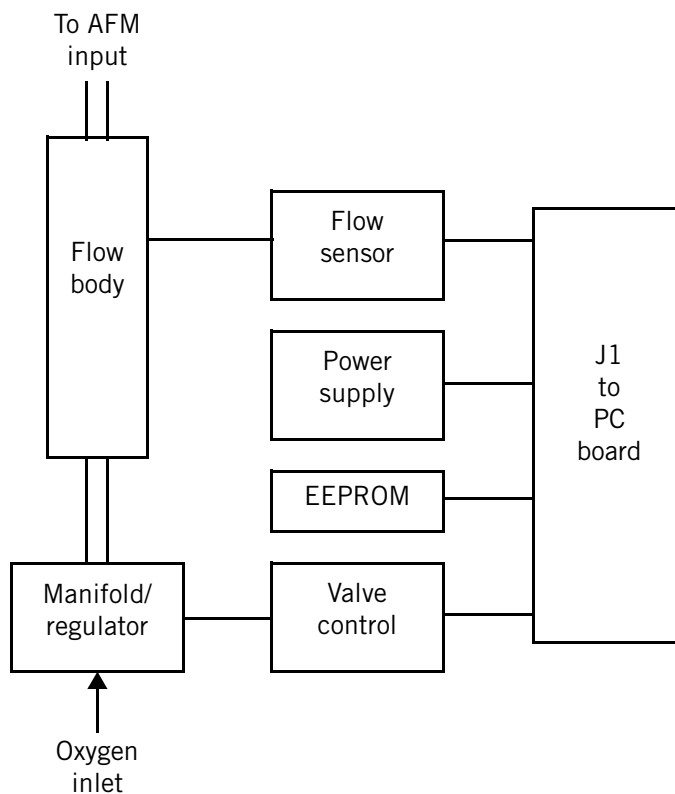 To AFM
input
Flow
body
Flow
sensor
Power
supply
EEPROM
Valve
control
J1
to
PC
board
Manifold/
regulator
Oxygen
inlet